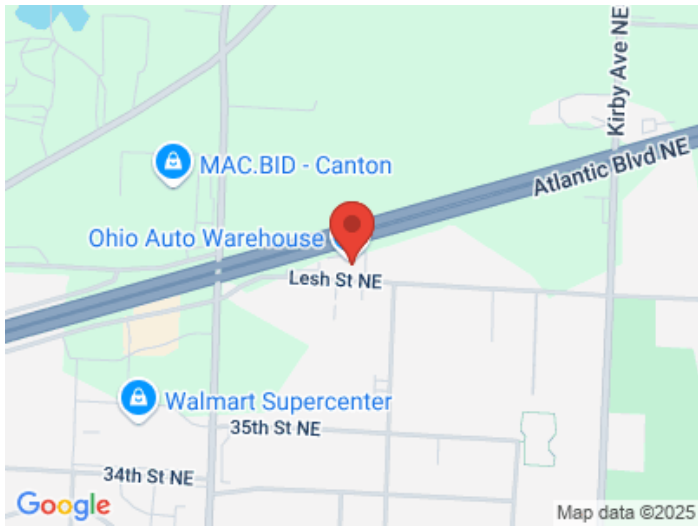 Kirby Ave NE
MAC.BID - Canton
Atlantic Blvd NE
Ohio Auto Warehouse
Lesh St NE
Walmart Supercenter
35th St NE
34th St NE
Google
Map data ©2025